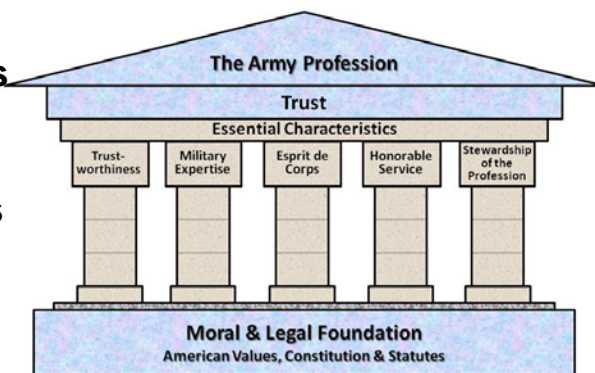 s
The Army Profession
Trust
Essential Characteristics
Trust-
worthiness
Military
Expertise
Esprit de
Corps
Honorable
Service
Stewardship
of the
Profession
s
Moral & Legal Foundation
American Values, Constitution & Statutes